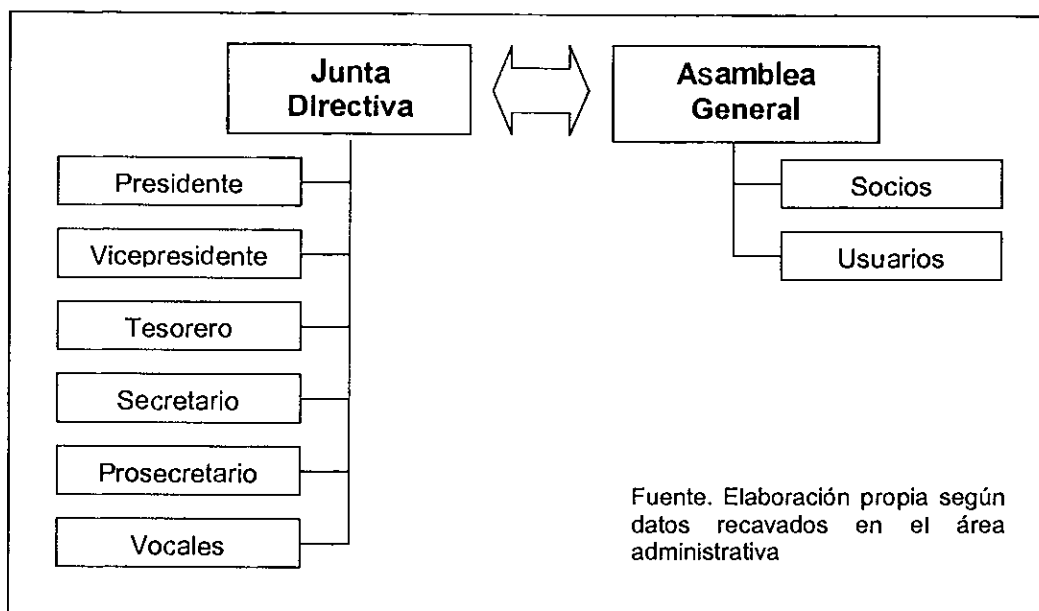 Junta
Directiva
Asamblea
General
Presidente
Vicepresidente
Tesorero
Secretario
Prosecretario
Vocales
Socios
Usuarios
Fuente. Elaboración propia según
datos recavados en el área
administrativa